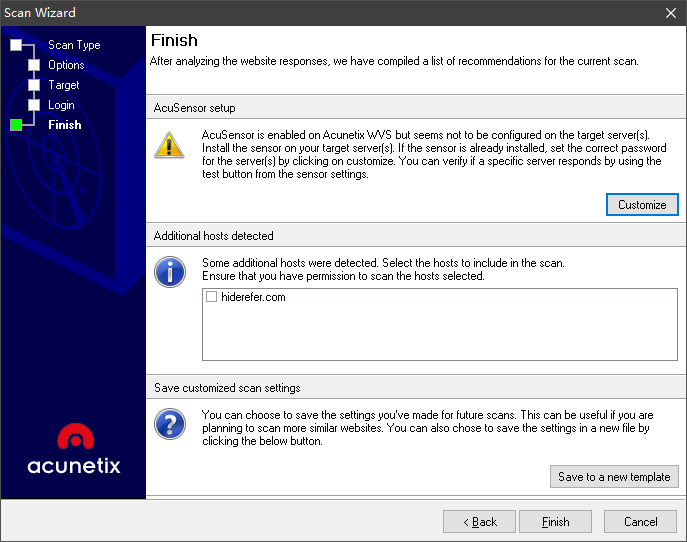 Scan Wizard
Scan Type
Options
Target
Login
Finish
acunetix
Finish
After analyzing the website responses, we have compiled a list of recommendations for the current scan.
AcuSensor setup
AcuSensor is enabled on Acunetix WVS but seems not to be configured on the target server(s).
Install the sensor on your target server(s). If the sensor is already installed, set the correct password
for the server(s) by clicking on customize. You can verify if a specific server responds by using the
test button from the sensor settings.
Customize
Additional hosts detected
Some additional hosts were detected. Select the hosts to include in the scan.
Ensure that you have permission to scan the hosts selected.
hiderefer.com
Save customized scan settings
You can choose to save the settings you've made for future scans. This can be useful if you are
planning to scan more similar websites. You can also chose to save the settings in a new file by
clicking the below button.
Save to a new template
< Back
Finish
Cancel